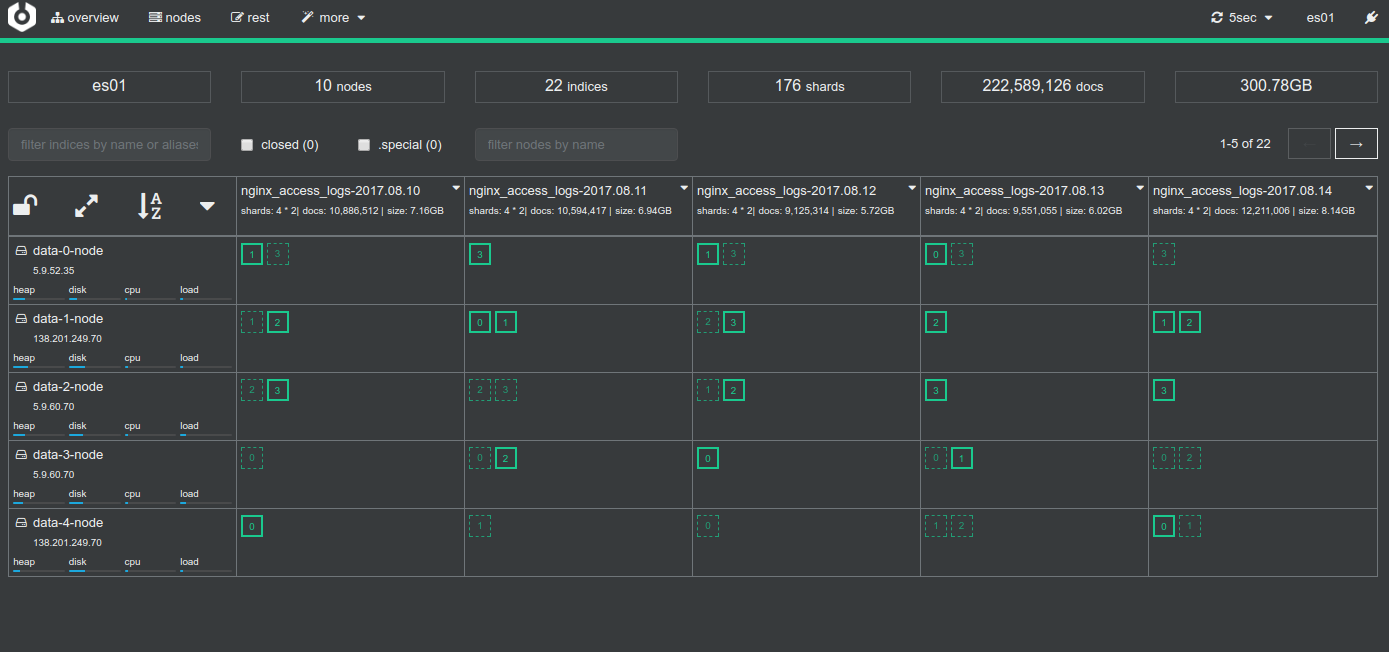 overview nodes rest more 5sec es01
es01 10 nodes 22 indices 176 shards 222,589,126 docs 300.78GB
filter indices by name or aliases closed (0) .special (0) filter nodes by name 1-5 of 22 ← →
A Z nginx_access_logs-2017.08.10 nginx_access_logs-2017.08.11 nginx_access_logs-2017.08.12 nginx_access_logs-2017.08.13 nginx_access_logs-2017.08.14
shards: 4 * 2| docs: 10,886,512 | size: 7.16GB shards: 4 * 2| docs: 10,594,417 | size: 6.94GB shards: 4 * 2| docs: 9,125,314 | size: 5.72GB shards: 4 * 2| docs: 9,551,055 | size: 6.02GB shards: 4 * 2| docs: 12,211,006 | size: 8.14GB
data-0-node 1 3 3 1 3 0 3 3
5.9.52.35
heap disk cpu load
data-1-node 1 2 0 1 2 3 2 1 2
138.201.249.70
heap disk cpu load
data-2-node 2 3 2 3 1 2 3 3
5.9.60.70
heap disk cpu load
data-3-node 0 0 2 0 0 1 0 2
5.9.60.70
heap disk cpu load
data-4-node 0 1 0 1 2 0 1
138.201.249.70
heap disk cpu load